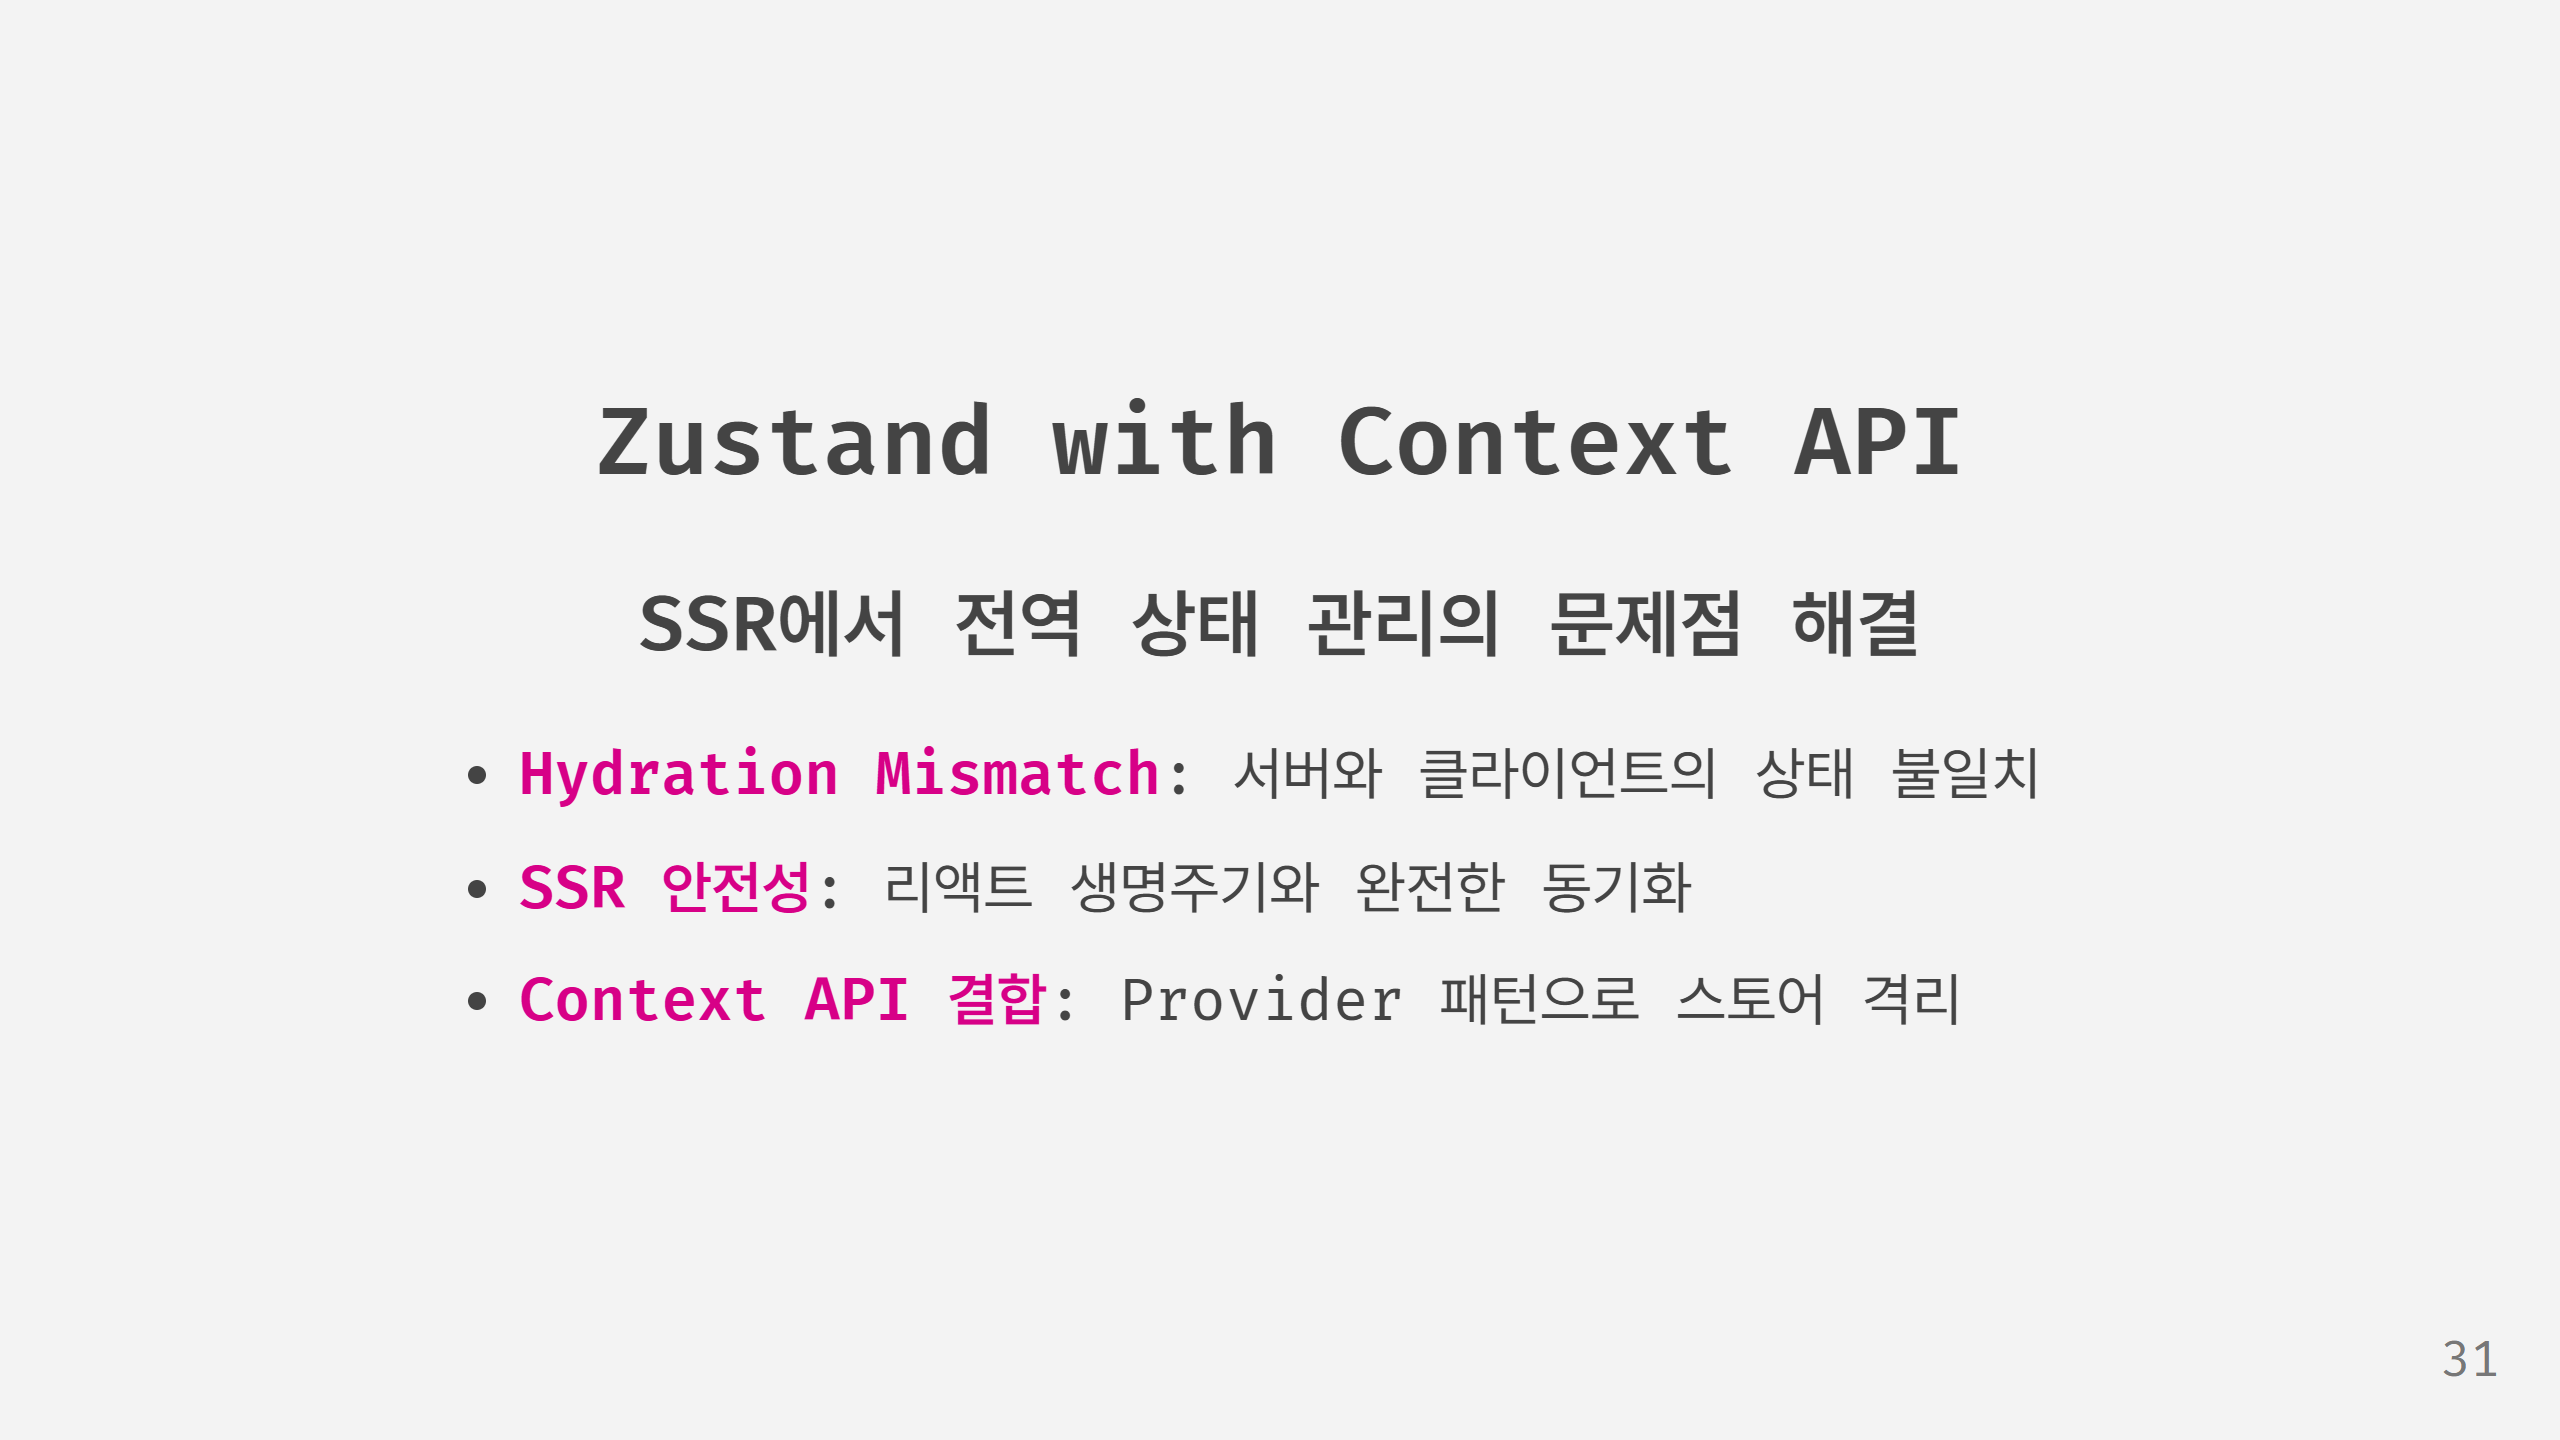 Zustand with Context API
SSR에서 전역 상태 관리의 문제점 해결
• Hydration Mismatch: 서버와 클라이언트의 상태 불일치
• SSR 안전성: 리액트 생명주기와 완전한 동기화
• Context API 결합: Provider 패턴으로 스토어 격리
31